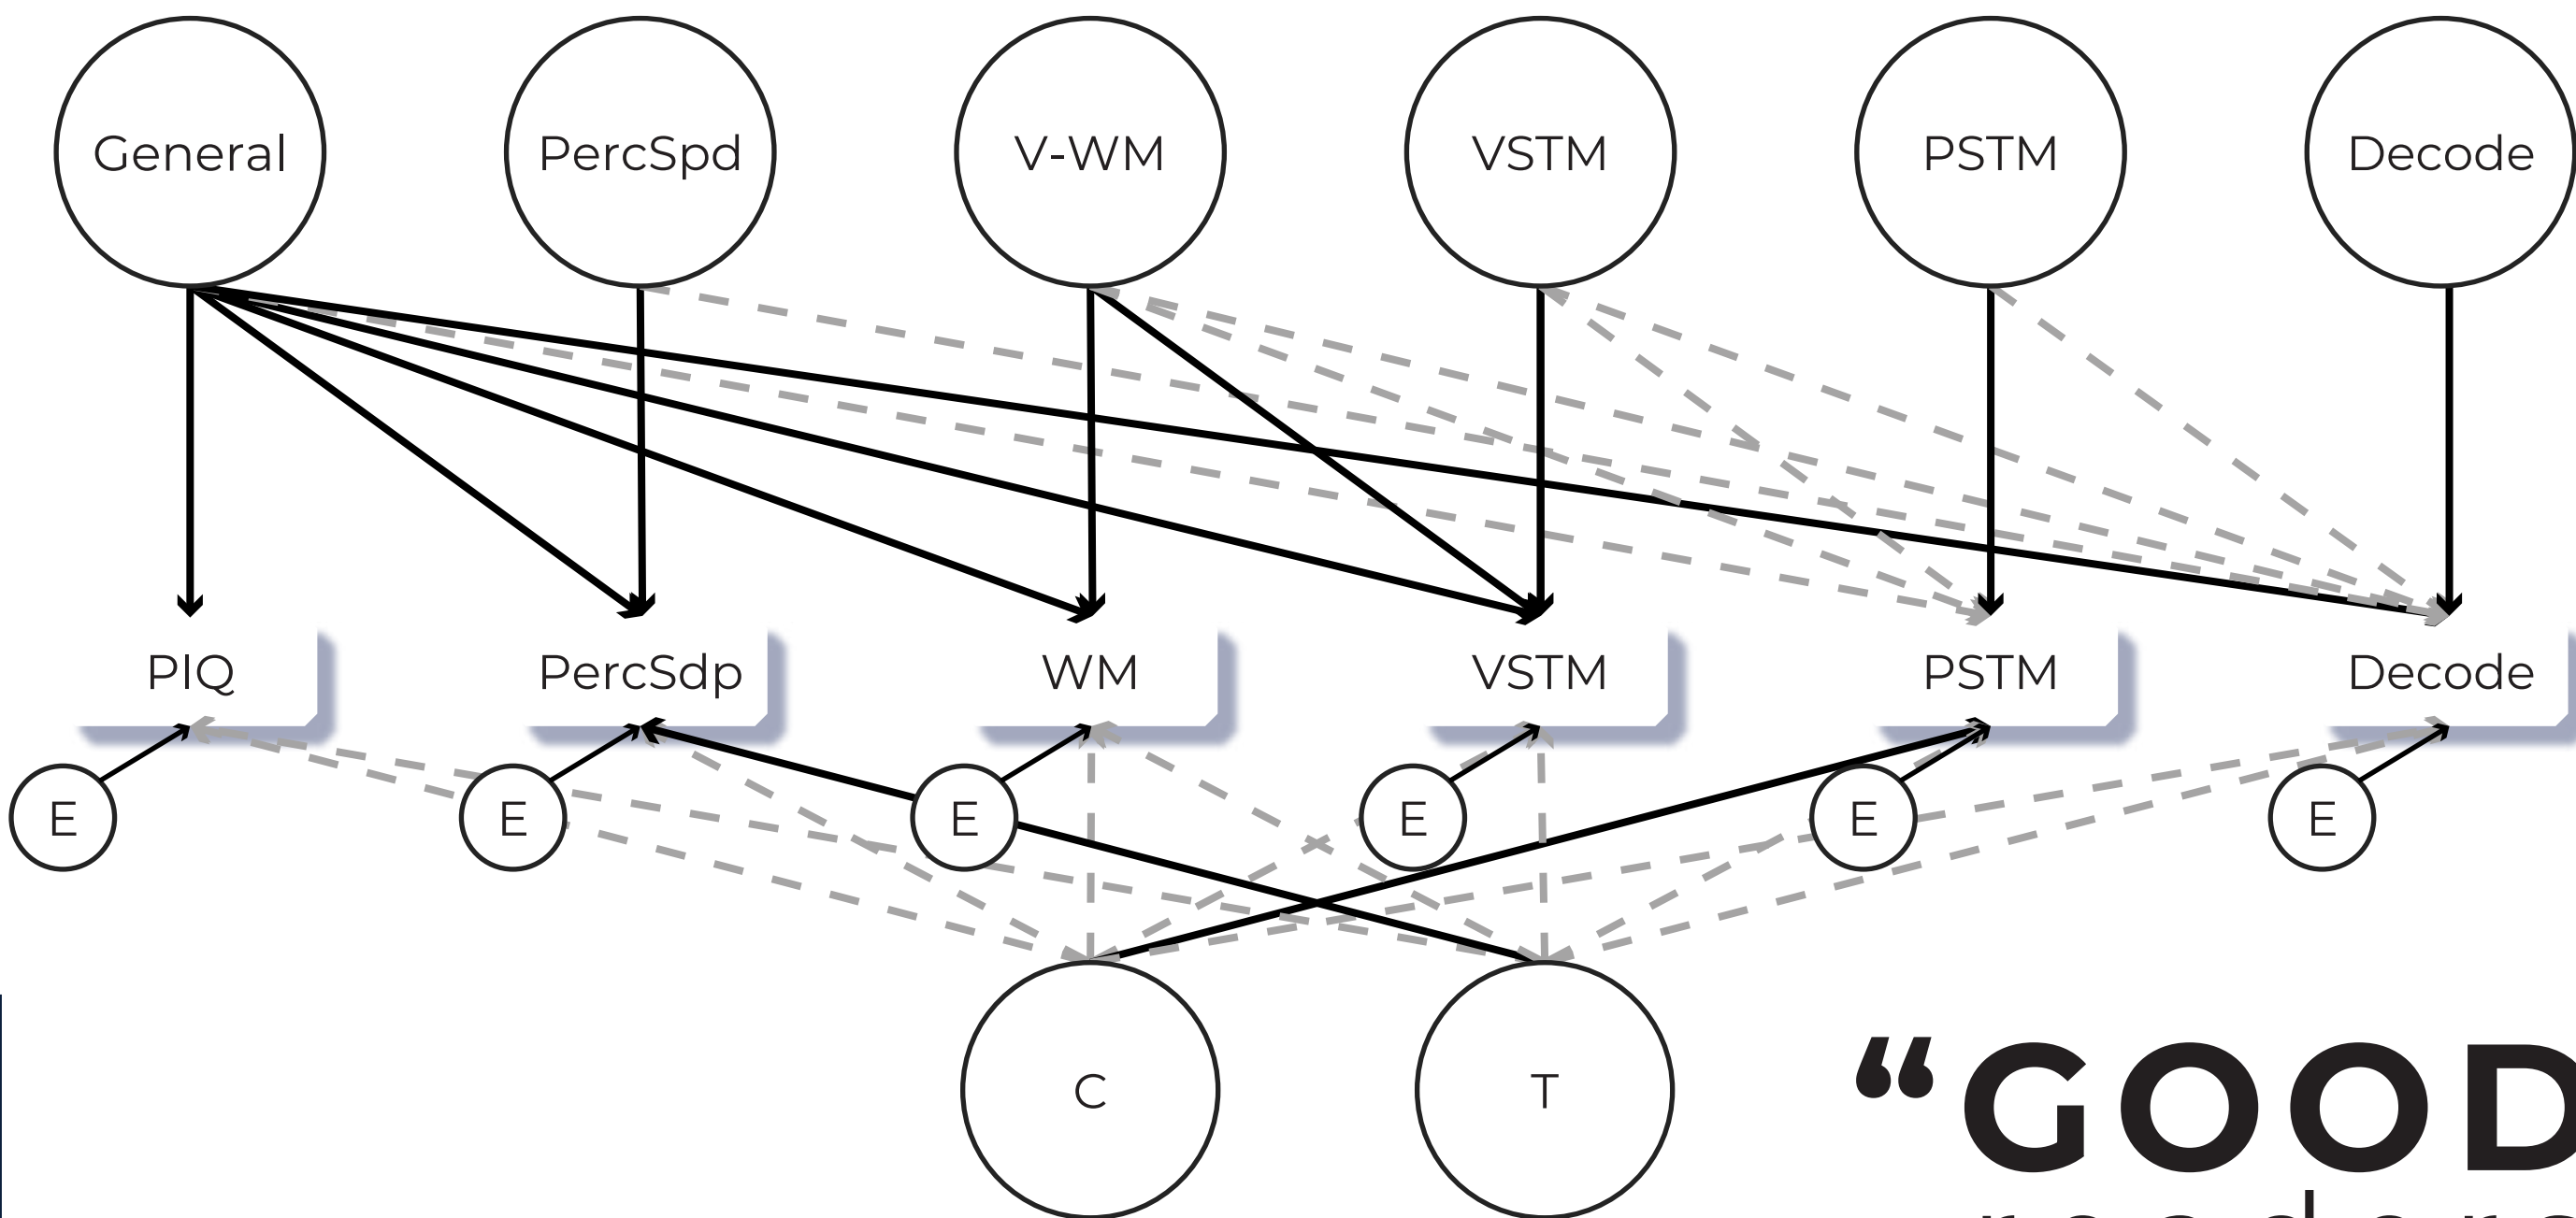 General PercSpd V-WM VSTM PSTM Decode
PIQ PercSdp WM VSTM PSTM Decode
E E E E E E
C T
“GOOD